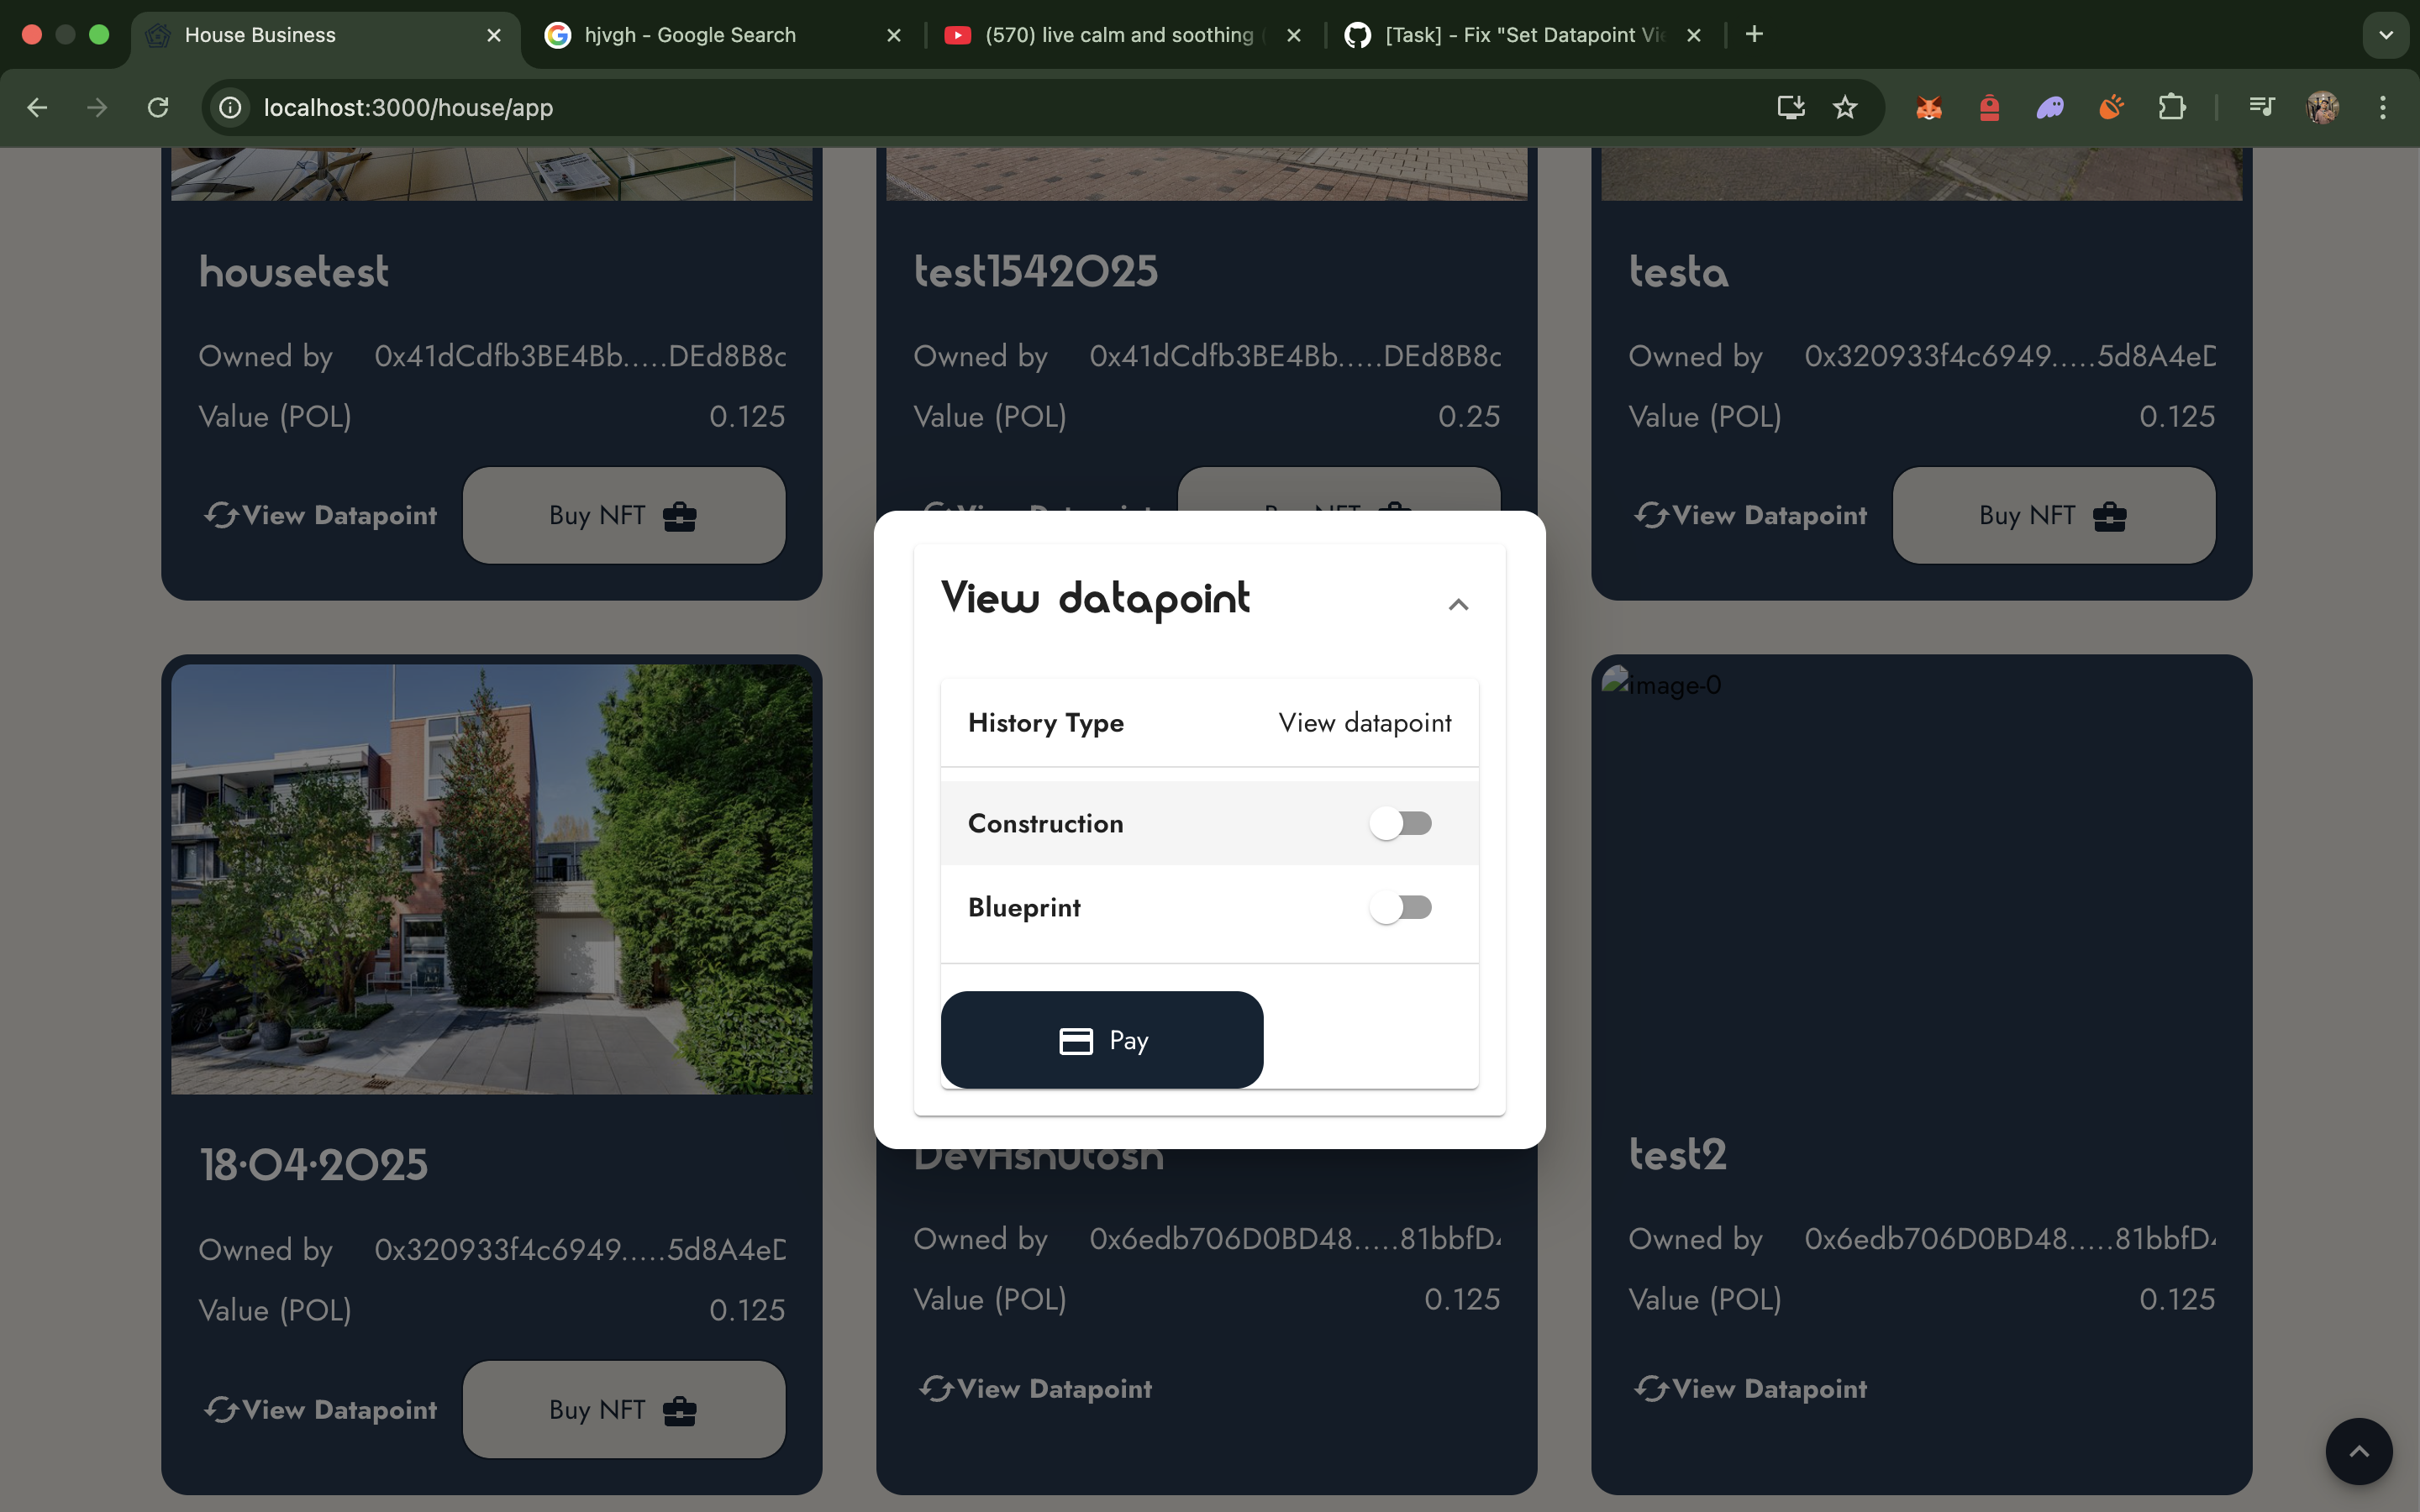 House Business
hjvgh - Google Search
(570) live calm and soothing
[Task] - Fix "Set Datapoint Vi
localhost:3000/house/app
housetest
Owned by 0x41dCdfb3BE4Bb.....DEd8B8c
Value (POL) 0.125
View Datapoint
Buy NFT
test1542025
Owned by 0x41dCdfb3BE4Bb.....DEd8B8c
Value (POL) 0.25
View Datapoint
Buy NFT
testa
Owned by 0x320933f4c6949.....5d8A4eD
Value (POL) 0.125
View Datapoint
Buy NFT
View datapoint
History Type View datapoint
Construction
Blueprint
Pay
18.04.2025
Owned by 0x320933f4c6949.....5d8A4eD
Value (POL) 0.125
View Datapoint
Buy NFT
DevAshutosh
Owned by 0x6edb706D0BD48.....81bbfD
Value (POL) 0.125
View Datapoint
image-0
test2
Owned by 0x6edb706D0BD48.....81bbfD
Value (POL) 0.125
View Datapoint